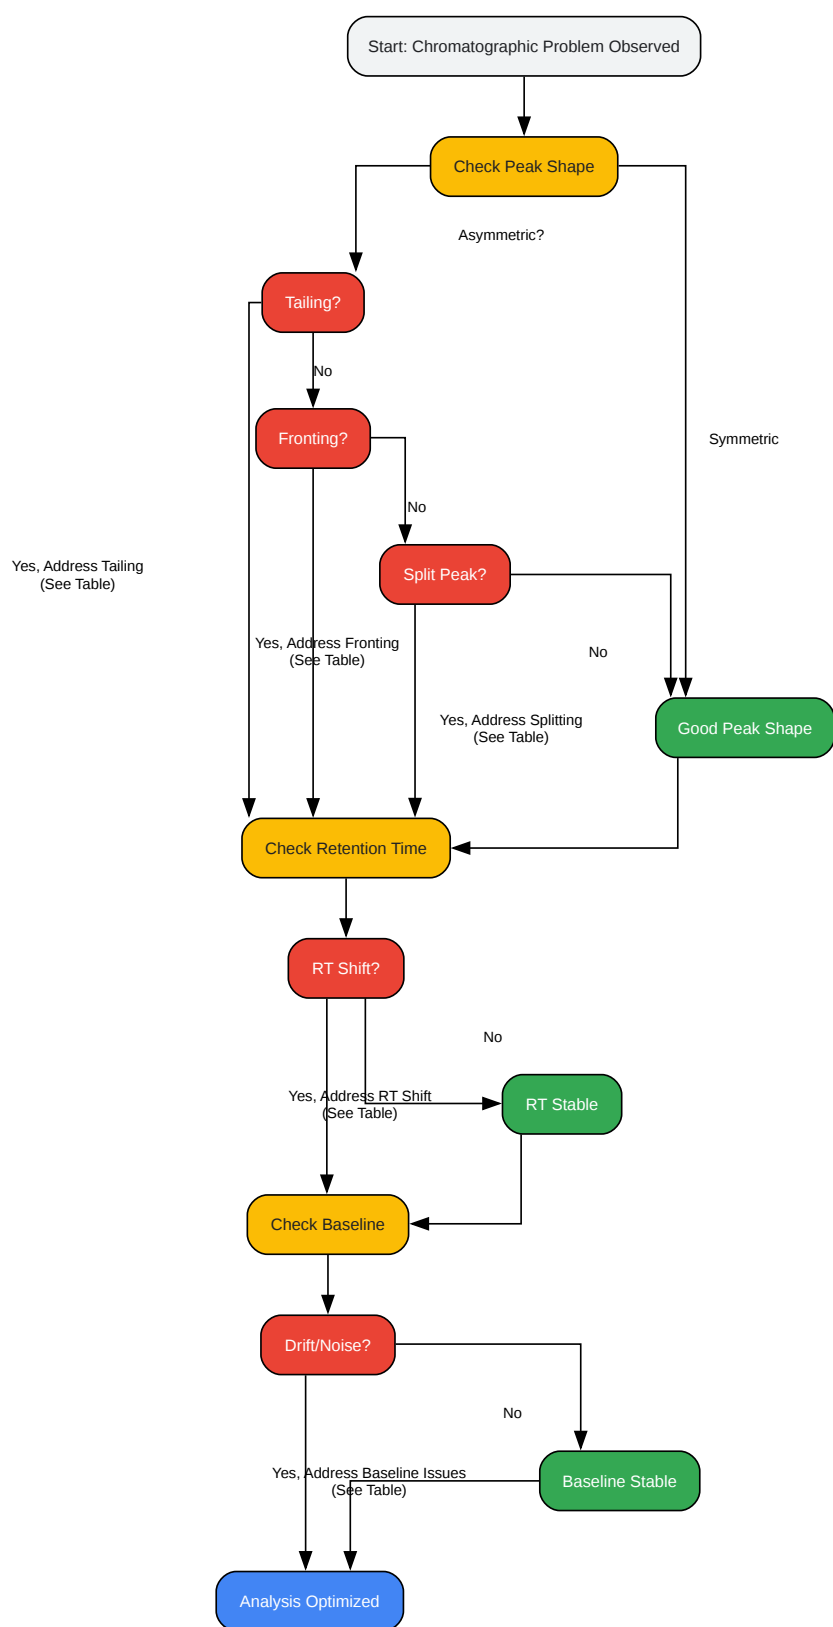 Start: Chromatographic Problem Observed
Check Peak Shape
Asymmetric?
Tailing?
No
Fronting?
Symmetric
No
Yes, Address Tailing
(See Table)
Split Peak?
Yes, Address Fronting
(See Table)
No
Yes, Address Splitting
(See Table)
Good Peak Shape
Check Retention Time
RT Shift?
No
Yes, Address RT Shift
(See Table)
RT Stable
Check Baseline
Drift/Noise?
No
Yes, Address Baseline Issues
(See Table)
Baseline Stable
Analysis Optimized